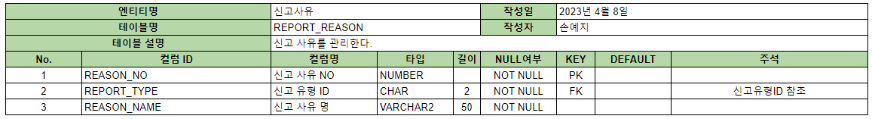 엔티티명 신고사유 작성일 2023년 4월 8일
테이블명 REPORT_REASON 작성자 손예지
테이블 설명 신고 사유를 관리한다.
No. 컬럼 ID 컬럼명 타입 길이 NULL여부 KEY DEFAULT 주석
1 REASON_NO 신고 사유 NO NUMBER NOT NULL PK
2 REPORT_TYPE 신고 유형 ID CHAR 2 NOT NULL FK 신고유형ID 참조
3 REASON_NAME 신고 사유 명 VARCHAR2 50 NOT NULL